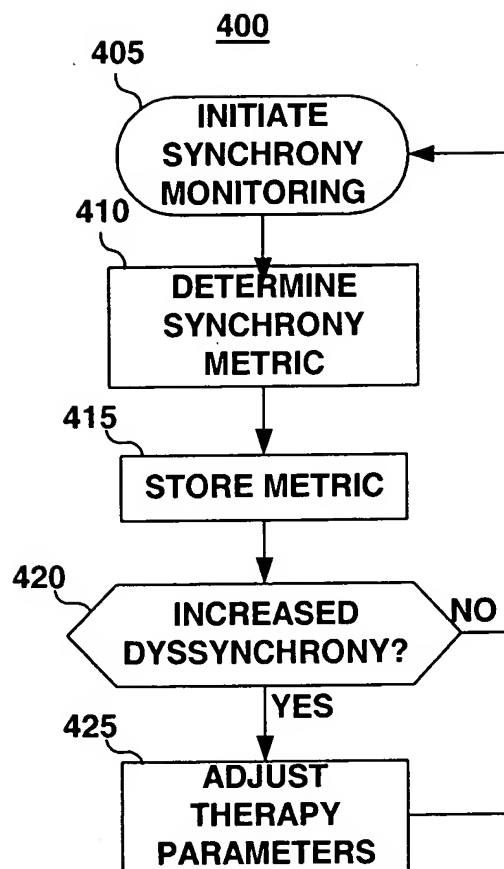 400
405
INITIATE
SYNCHRONY
MONITORING
410
DETERMINE
SYNCHRONY
METRIC
415
STORE METRIC
420
INCREASED
DYSSYNCHRONY?
NO
YES
425
ADJUST
THERAPY
PARAMETERS